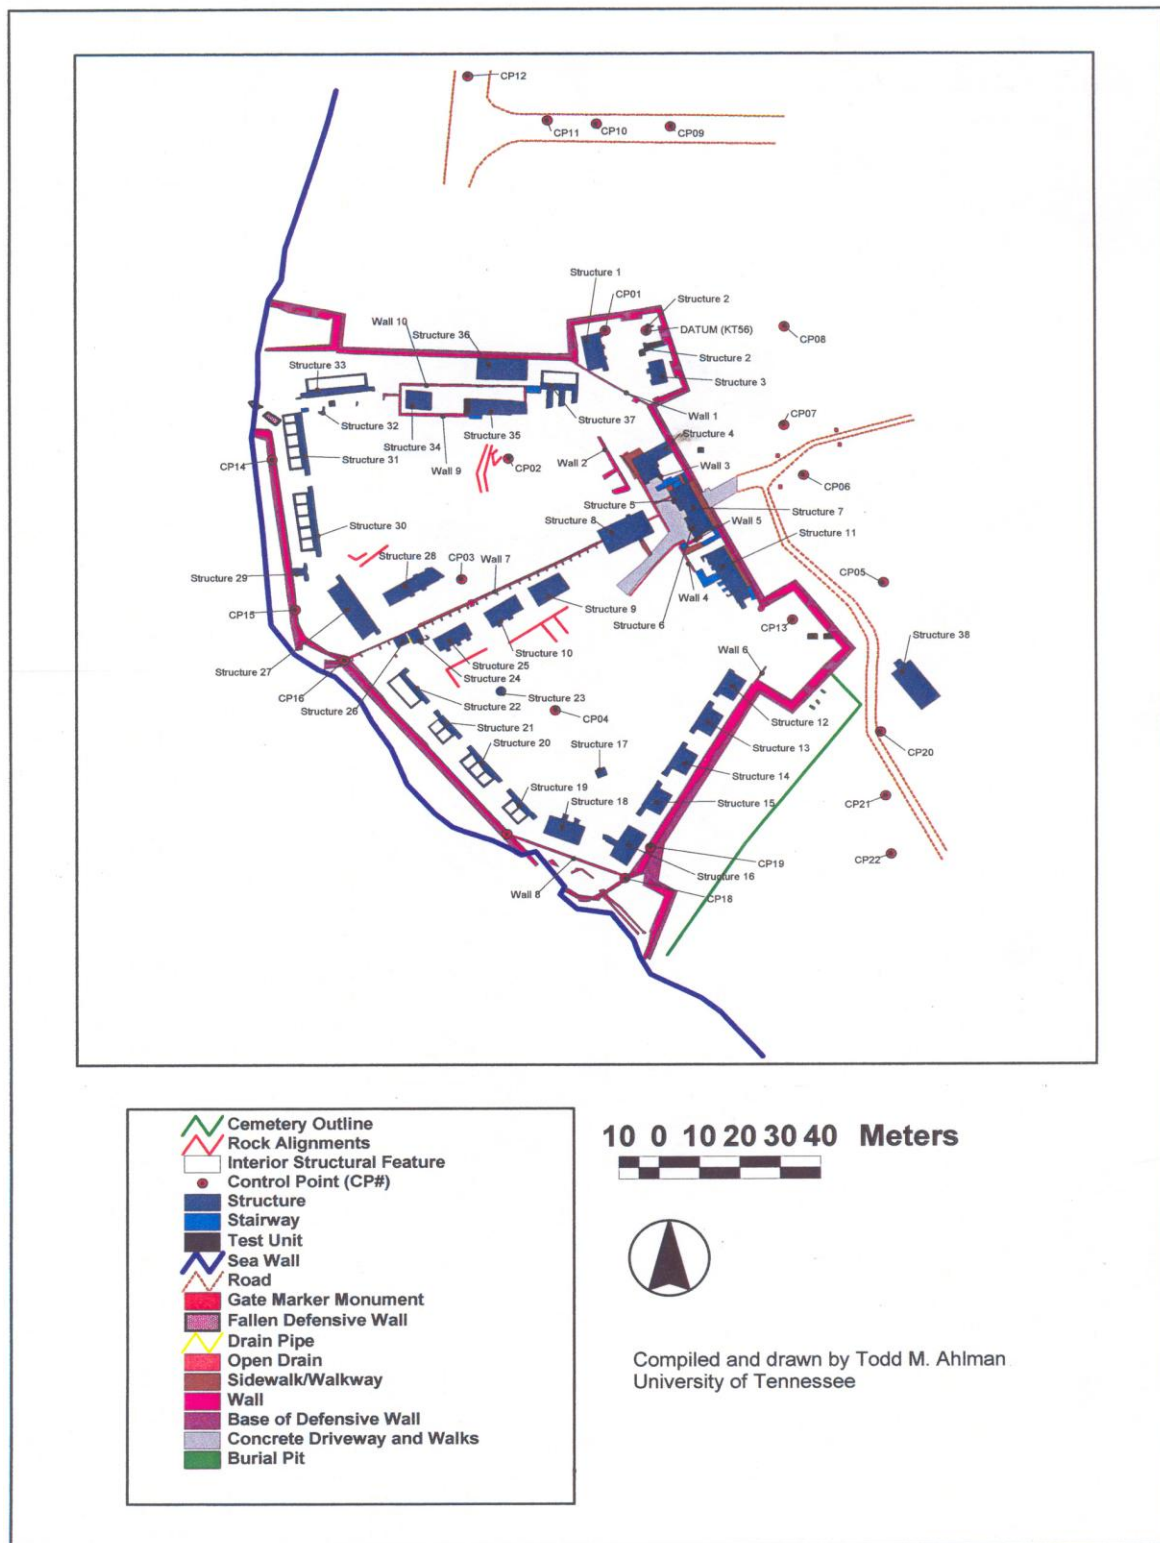 CP12
CP11
CP10
CP09
Structure 1
CP01
Structure 2
DATUM (KT56)
CP08
Wall 10
Structure 36
Structure 2
Structure 33
Structure 3
CP07
Structure 32
Structure 34
Structure 35
Structure 37
Wall 1
Structure 4
Structure 31
Wall 9
CP02
Wall 2
Wall 3
CP14
CP06
Structure 5
Structure 7
Structure 8
Wall 5
Structure 30
Structure 11
Structure 28
CP03
Wall 7
Structure 29
CP05
Wall 4
CP15
Structure 9
Structure 6
CP13
Structure 38
Structure 10
Structure 27
Structure 25
Wall 6
CP16
Structure 24
Structure 26
Structure 23
Structure 22
Structure 12
CP04
Structure 21
CP20
Structure 20
Structure 17
Structure 13
Structure 14
Structure 19
Structure 18
Structure 15
CP21
CP22
CP19
Structure 16
Wall 8
CP18
Cemetery Outline
Rock Alignments
Interior Structural Feature
Control Point (CP#)
Structure
Stairway
Test Unit
Sea Wall
Road
Gate Marker Monument
Fallen Defensive Wall
Drain Pipe
Open Drain
Sidewalk/Walkway
Wall
Base of Defensive Wall
Concrete Driveway and Walks
Burial Pit
10 0 10 20 30 40 Meters
Compiled and drawn by Todd M. Ahlman
University of Tennessee